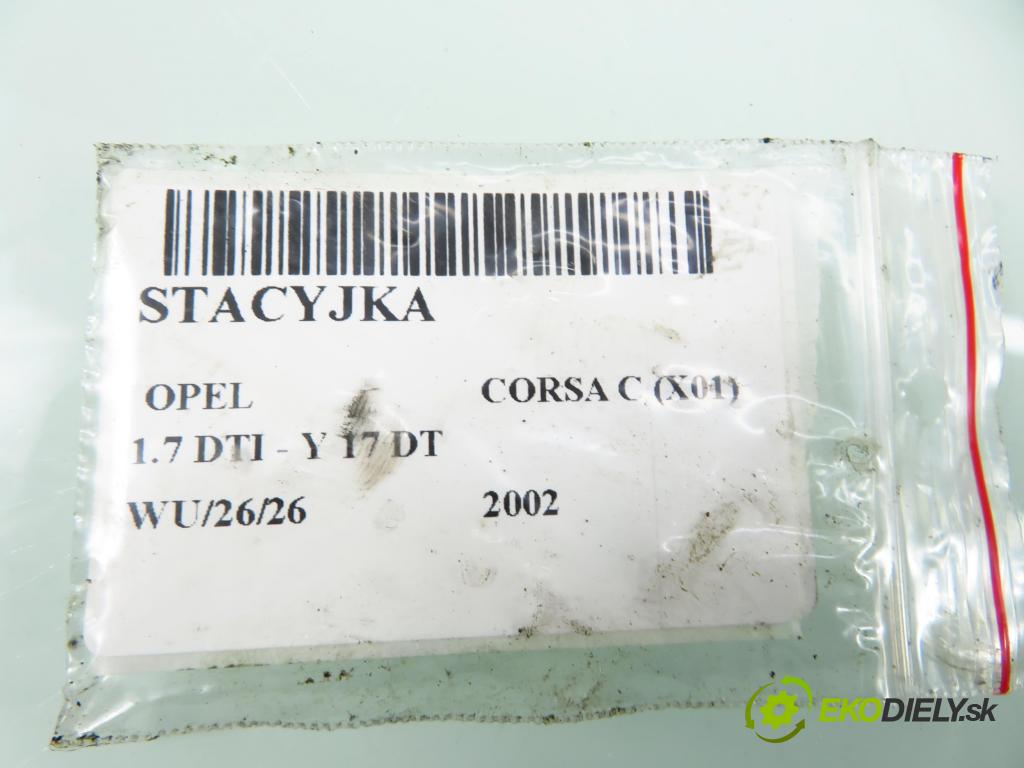 STACYJKA
OPEL CORSA C (X01)
1.7 DTI - Y 17 DT
WU/26/26 2002
EKODIELY.sk